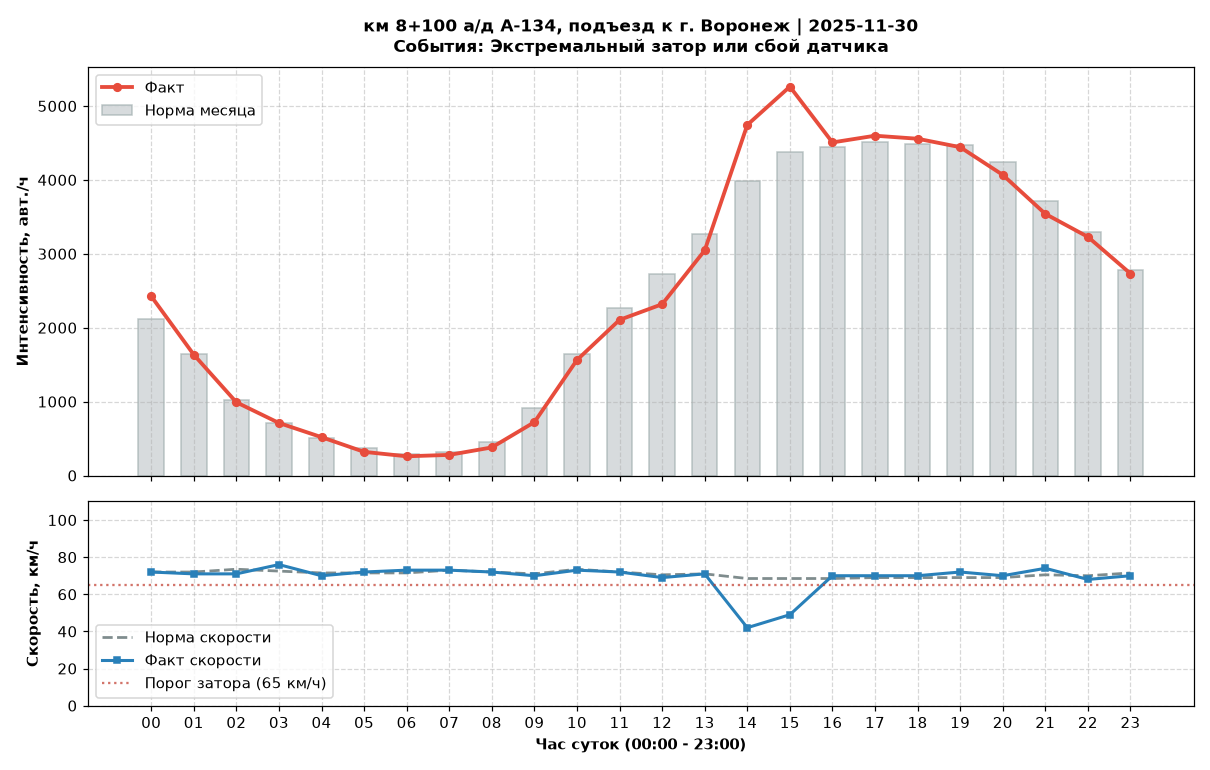 км 8+100 а/д А-134, подъезд к г. Воронеж | 2025-11-30
События: Экстремальный затор или сбой датчика
Интенсивность, авт./ч
5000
4000
3000
2000
1000
0
Факт
Норма месяца
Скорость, км/ч
100
80
60
40
20
0
Норма скорости
Факт скорости
Порог затора (65 км/ч)
00 01 02 03 04 05 06 07 08 09 10 11 12 13 14 15 16 17 18 19 20 21 22 23
Час суток (00:00 - 23:00)